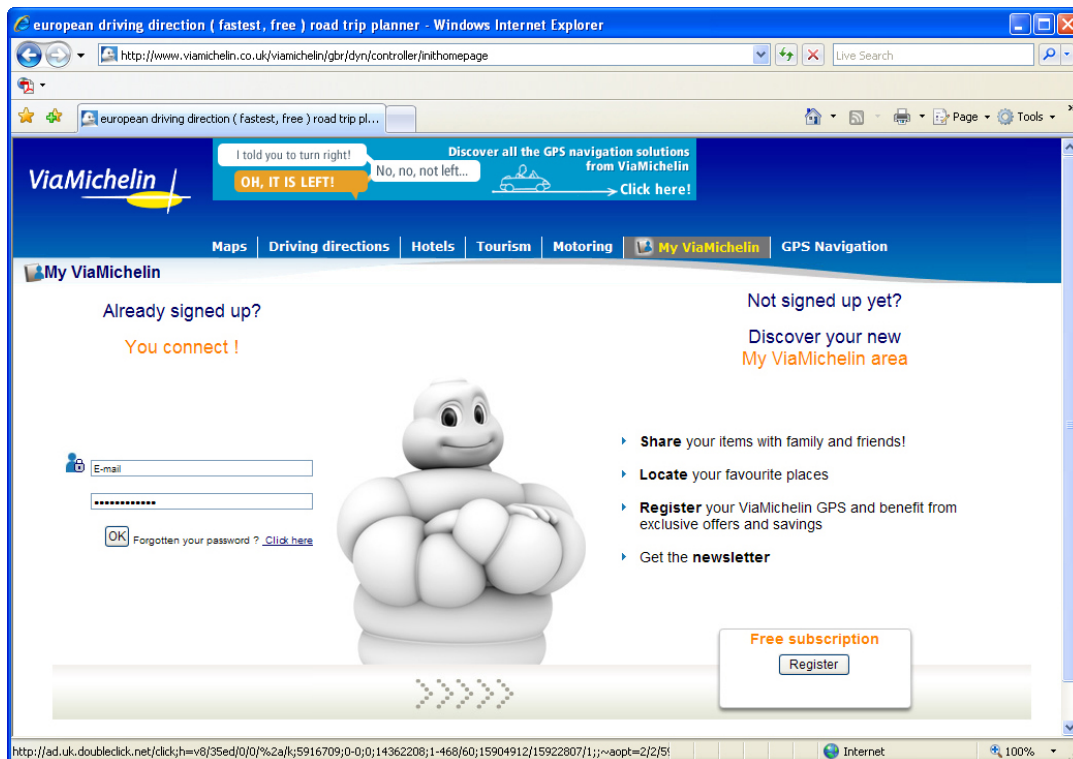 european driving direction ( fastest, free ) road trip planner - Windows Internet Explorer
http://www.viamichelin.co.uk/viamichelin/gbr/dyn/controller/inithomepage
Live Search
european driving direction ( fastest, free ) road trip pl...
Page
Tools
ViaMichelin
I told you to turn right!
No, no, not left...
OH, IT IS LEFT!
Discover all the GPS navigation solutions
from ViaMichelin
Click here!
Maps
Driving directions
Hotels
Tourism
Motoring
My ViaMichelin
GPS Navigation
My ViaMichelin
Already signed up?
You connect !
E-mail
••••••••••••
OK Forgotten your password ? Click here
Not signed up yet?
Discover your new
My ViaMichelin area
Share your items with family and friends!
Locate your favourite places
Register your ViaMichelin GPS and benefit from
exclusive offers and savings
Get the newsletter
Free subscription
Register
http://ad.uk.doubleclick.net/click;h=v8/35ed/0/0/%2a/k;5916709;0-0;0;14362208;1-468/60;15904912/15922807/1;;~aopt=2/2/5
Internet
100%